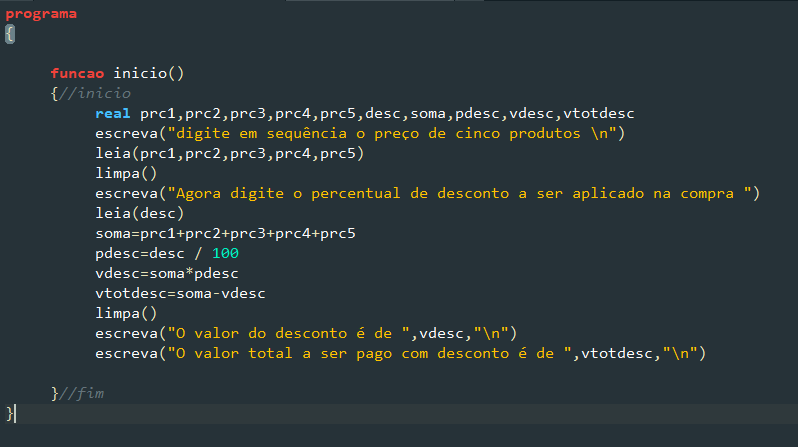 programa
{
funcao inicio()
{//inicio
real prc1,prc2,prc3,prc4,prc5,desc,soma,pdesc,vdesc,vtotdesc
escreva("digite em sequência o preço de cinco produtos \n")
leia(prc1,prc2,prc3,prc4,prc5)
limpa()
escreva("Agora digite o percentual de desconto a ser aplicado na compra ")
leia(desc)
soma=prc1+prc2+prc3+prc4+prc5
pdesc=desc / 100
vdesc=soma*pdesc
vtotdesc=soma-vdesc
limpa()
escreva("O valor do desconto é de ",vdesc,"\n")
escreva("O valor total a ser pago com desconto é de ",vtotdesc,"\n")
}//fim
}